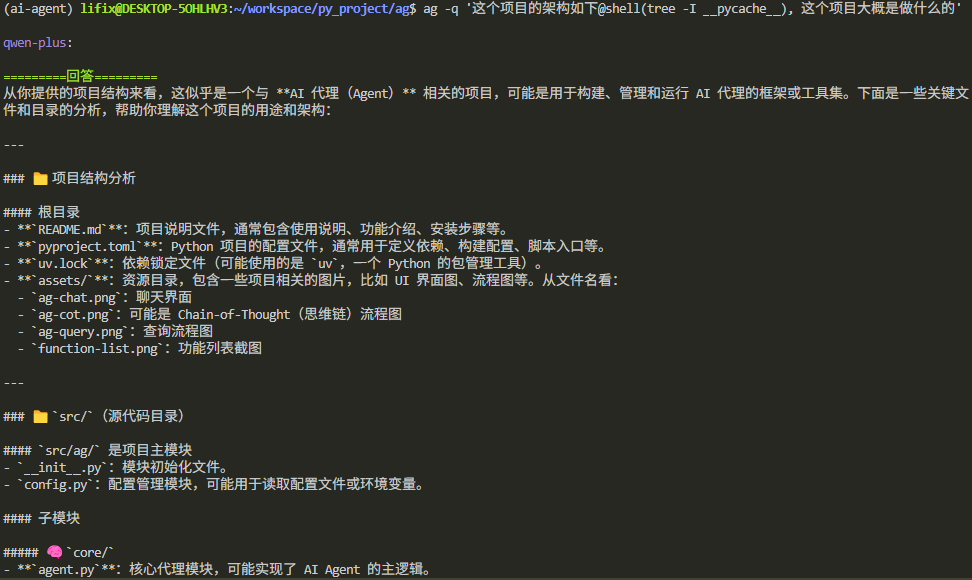 (ai-agent) lifix@DESKTOP-5OHLHV3:~/workspace/py_project/ag$ ag -q '这个项目的架构如下@shell(tree -I __pycache__), 这个项目大概是做什么的'
qwen-plus:
=========回答=========
从你提供的项目结构来看，这似乎是一个与 **AI 代理（Agent）** 相关的项目，可能是用于构建、管理和运行 AI 代理的框架或工具集。下面是一些关键文
件和目录的分析，帮助你理解这个项目的用途和架构：
---
### 📁 项目结构分析
#### 根目录
- **`README.md`**：项目说明文件，通常包含使用说明、功能介绍、安装步骤等。
- **`pyproject.toml`**：Python 项目的配置文件，通常用于定义依赖、构建配置、脚本入口等。
- **`uv.lock`**：依赖锁定文件（可能使用的是 `uv`，一个 Python 的包管理工具）。
- **`assets/`**：资源目录，包含一些项目相关的图片，比如 UI 界面图、流程图等。从文件名看：
  - `ag-chat.png`：聊天界面
  - `ag-cot.png`：可能是 Chain-of-Thought（思维链）流程图
  - `ag-query.png`：查询流程图
  - `function-list.png`：功能列表截图
---
### 📁 `src/`（源代码目录）
#### `src/ag/` 是项目主模块
- `__init__.py`：模块初始化文件。
- `config.py`：配置管理模块，可能用于读取配置文件或环境变量。
#### 子模块
##### 🧠 `core/`
- **`agent.py`**：核心代理模块，可能实现了 AI Agent 的主逻辑。